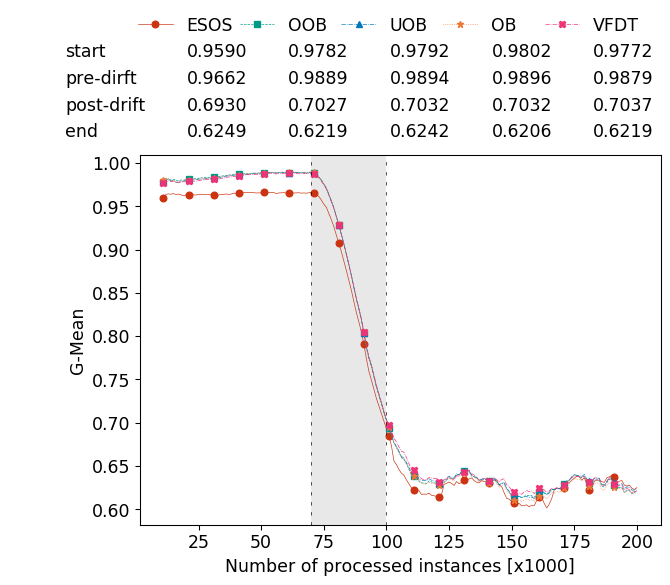 ESOS OOB UOB OB VFDT
start 0.9590 0.9782 0.9792 0.9802 0.9772
pre-dirft 0.9662 0.9889 0.9894 0.9896 0.9879
post-drift 0.6930 0.7027 0.7032 0.7032 0.7037
end 0.6249 0.6219 0.6242 0.6206 0.6219
1.00
0.95
0.90
0.85
0.80
0.75
0.70
0.65
0.60
G-Mean
25 50 75 100 125 150 175 200
Number of processed instances [x1000]